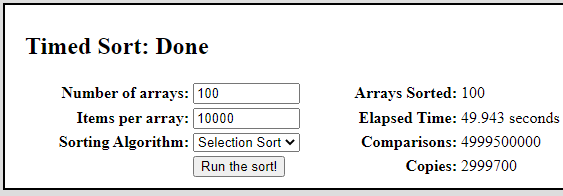 Timed Sort: Done
Number of arrays: 100 Arrays Sorted: 100
Items per array: 10000 Elapsed Time: 49.943 seconds
Sorting Algorithm: Selection Sort Comparisons: 4999500000
Run the sort! Copies: 2999700